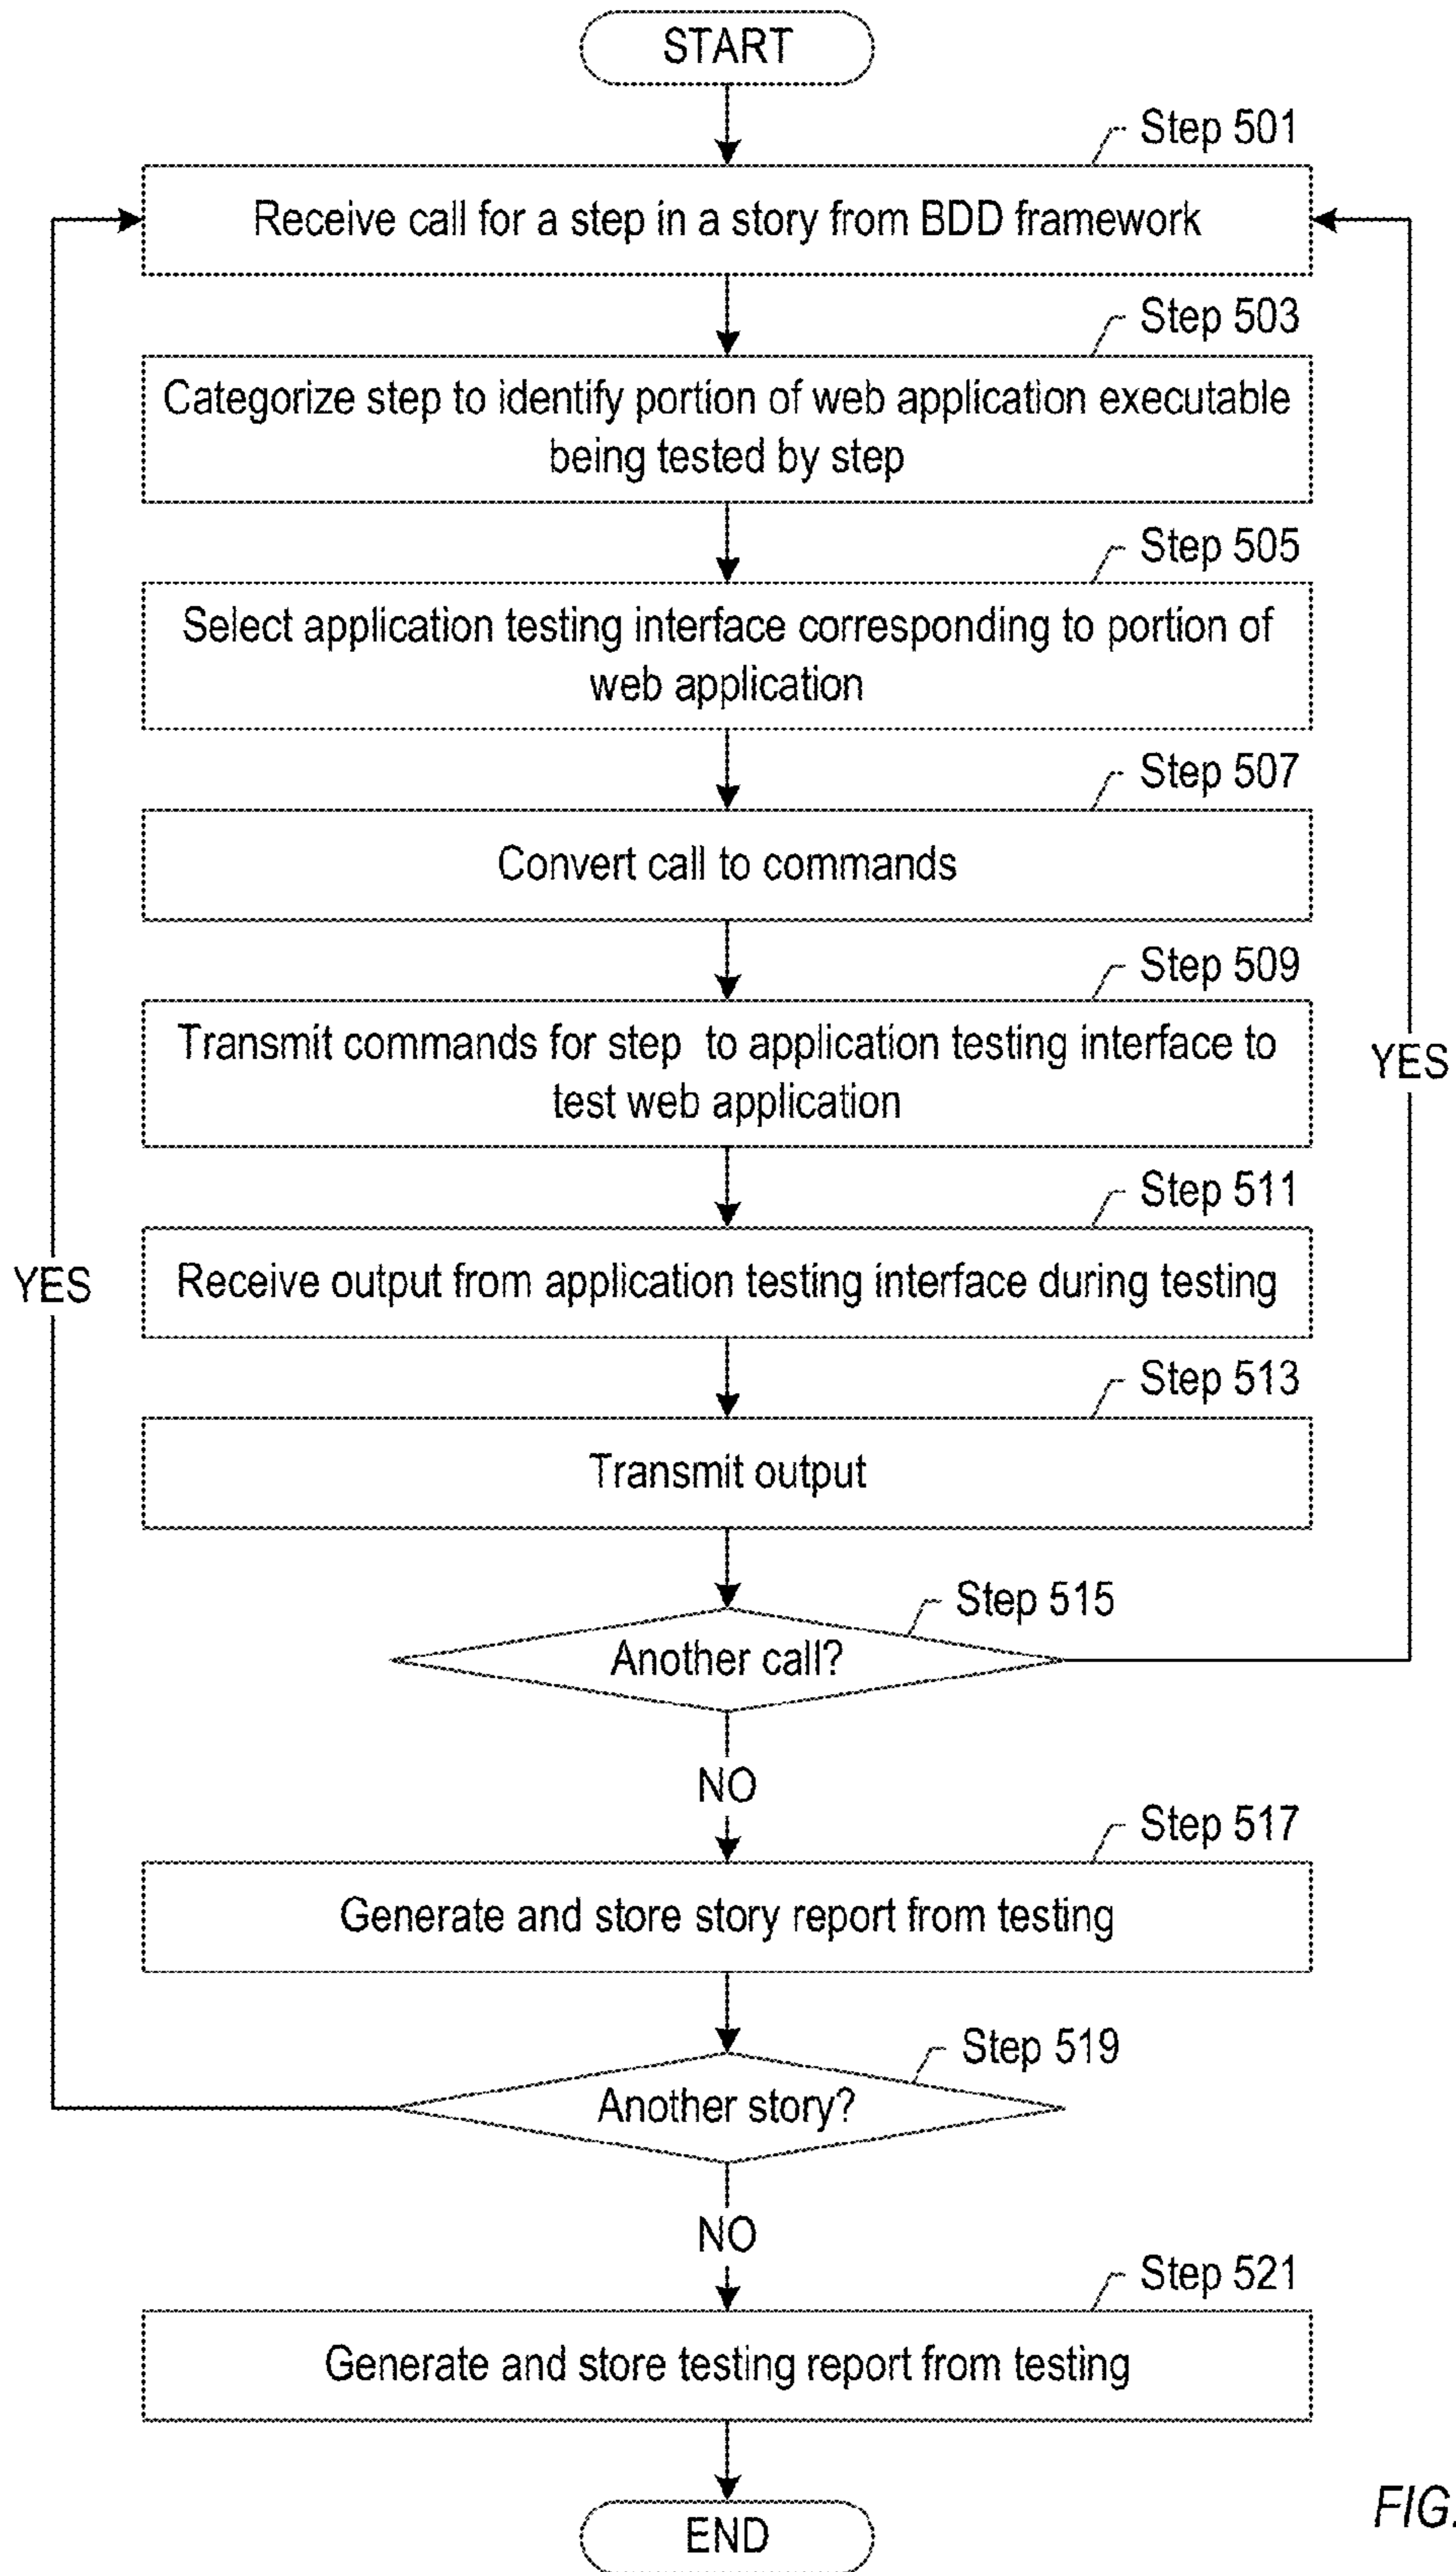 START
Step 501
Receive call for a step in a story from BDD framework
Step 503
Categorize step to identify portion of web application executable
being tested by step
Step 505
Select application testing interface corresponding to portion of
web application
Step 507
Convert call to commands
Step 509
Transmit commands for step to application testing interface to
test web application
YES
Step 511
Receive output from application testing interface during testing
YES
Step 513
Transmit output
Step 515
Another call?
NO
Step 517
Generate and store story report from testing
Step 519
Another story?
NO
Step 521
Generate and store testing report from testing
END
FIG.